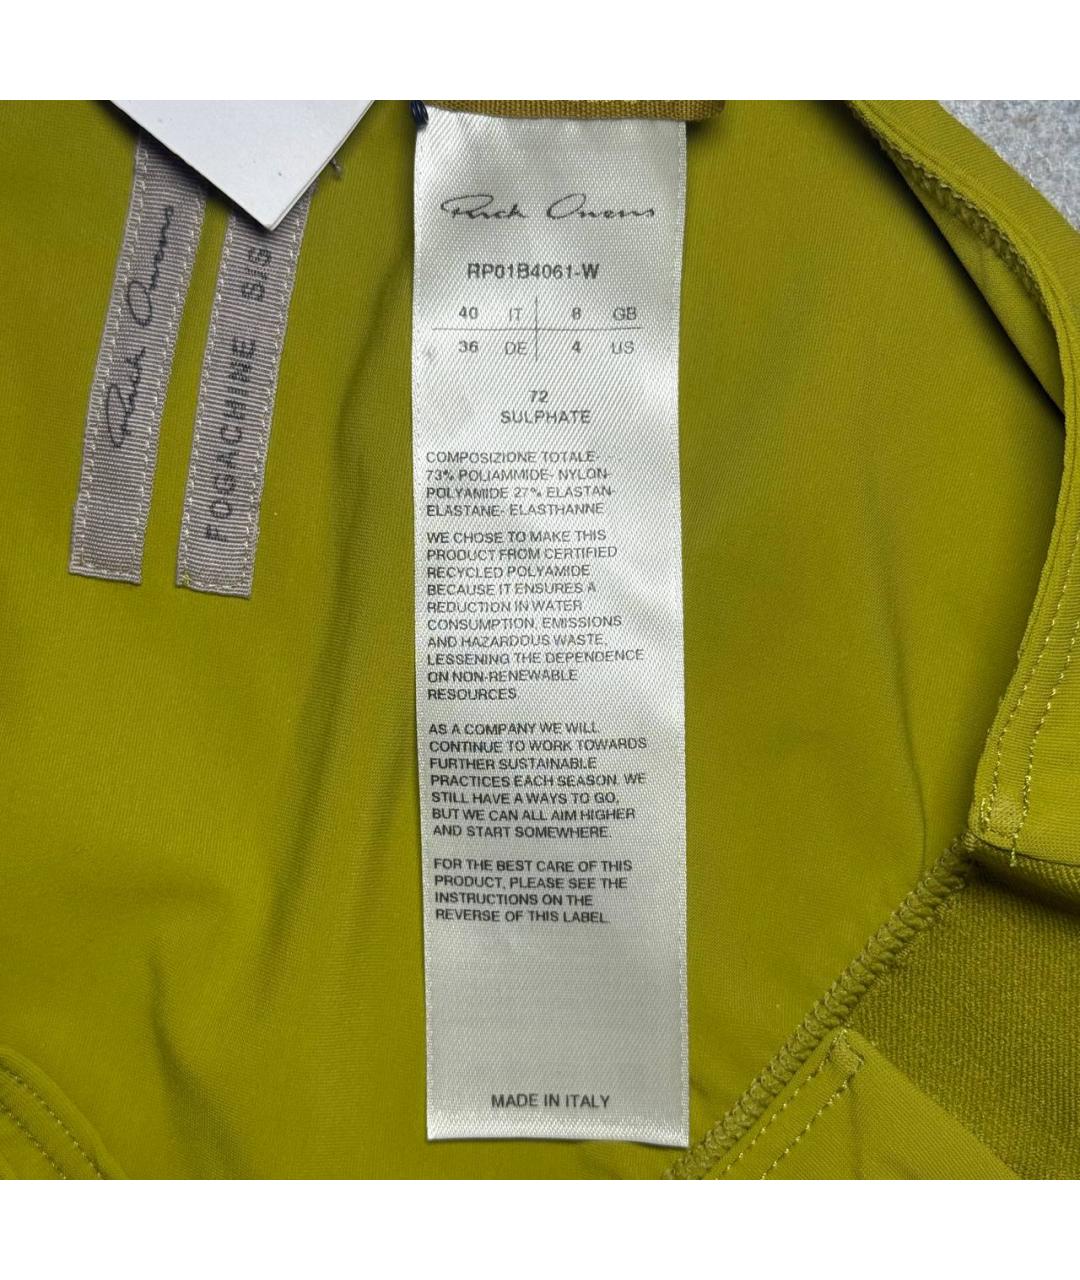 Rick Owens
FOGACHINE SIG
Rick Owens
RP01B4061-W
40 IT 8 GB
36 DE 4 US
72
SULPHATE
COMPOSIZIONE TOTALE-
73% POLIAMMIDE- NYLON-
POLYAMIDE 27% ELASTAN-
ELASTANE- ELASTHANNE
WE CHOSE TO MAKE THIS
PRODUCT FROM CERTIFIED
RECYCLED POLYAMIDE
BECAUSE IT ENSURES A
REDUCTION IN WATER
CONSUMPTION, EMISSIONS
AND HAZARDOUS WASTE,
LESSENING THE DEPENDENCE
ON NON-RENEWABLE
RESOURCES
AS A COMPANY WE WILL
CONTINUE TO WORK TOWARDS
FURTHER SUSTAINABLE
PRACTICES EACH SEASON. WE
STILL HAVE A WAYS TO GO,
BUT WE CAN ALL AIM HIGHER
AND START SOMEWHERE.
FOR THE BEST CARE OF THIS
PRODUCT, PLEASE SEE THE
INSTRUCTIONS ON THE
REVERSE OF THIS LABEL.
MADE IN ITALY